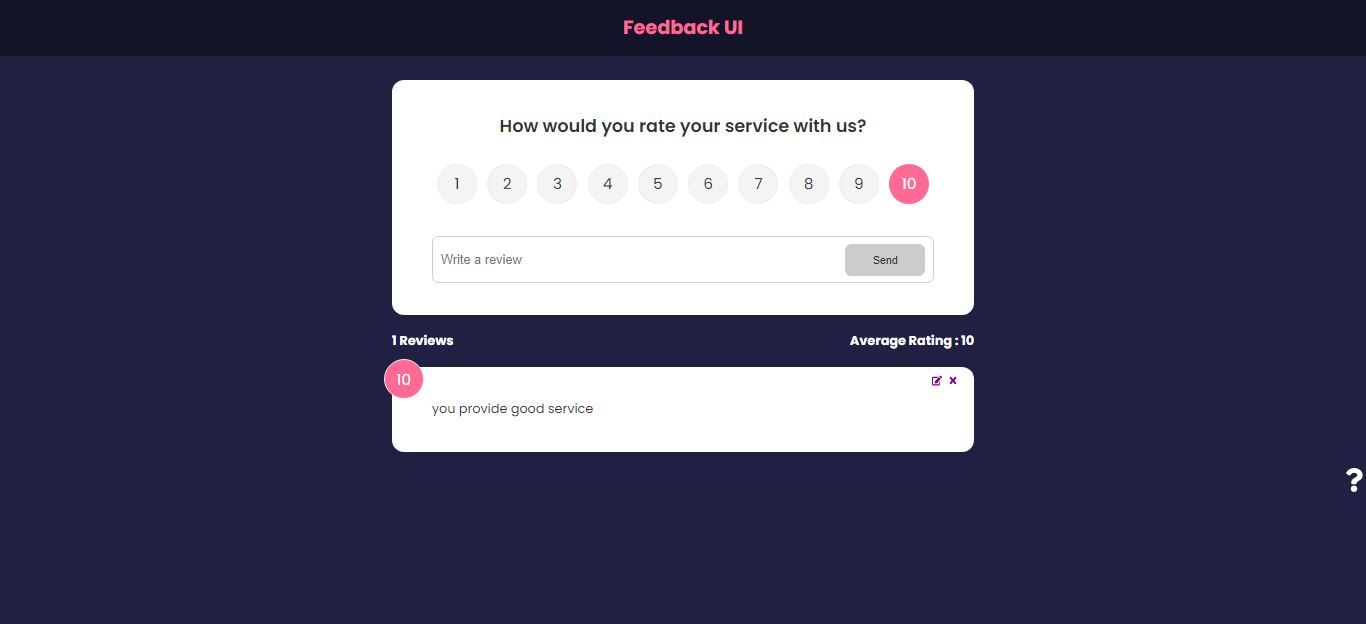 Feedback UI
How would you rate your service with us?
1 2 3 4 5 6 7 8 9 10
Write a review Send
1 Reviews Average Rating : 10
10
you provide good service
?